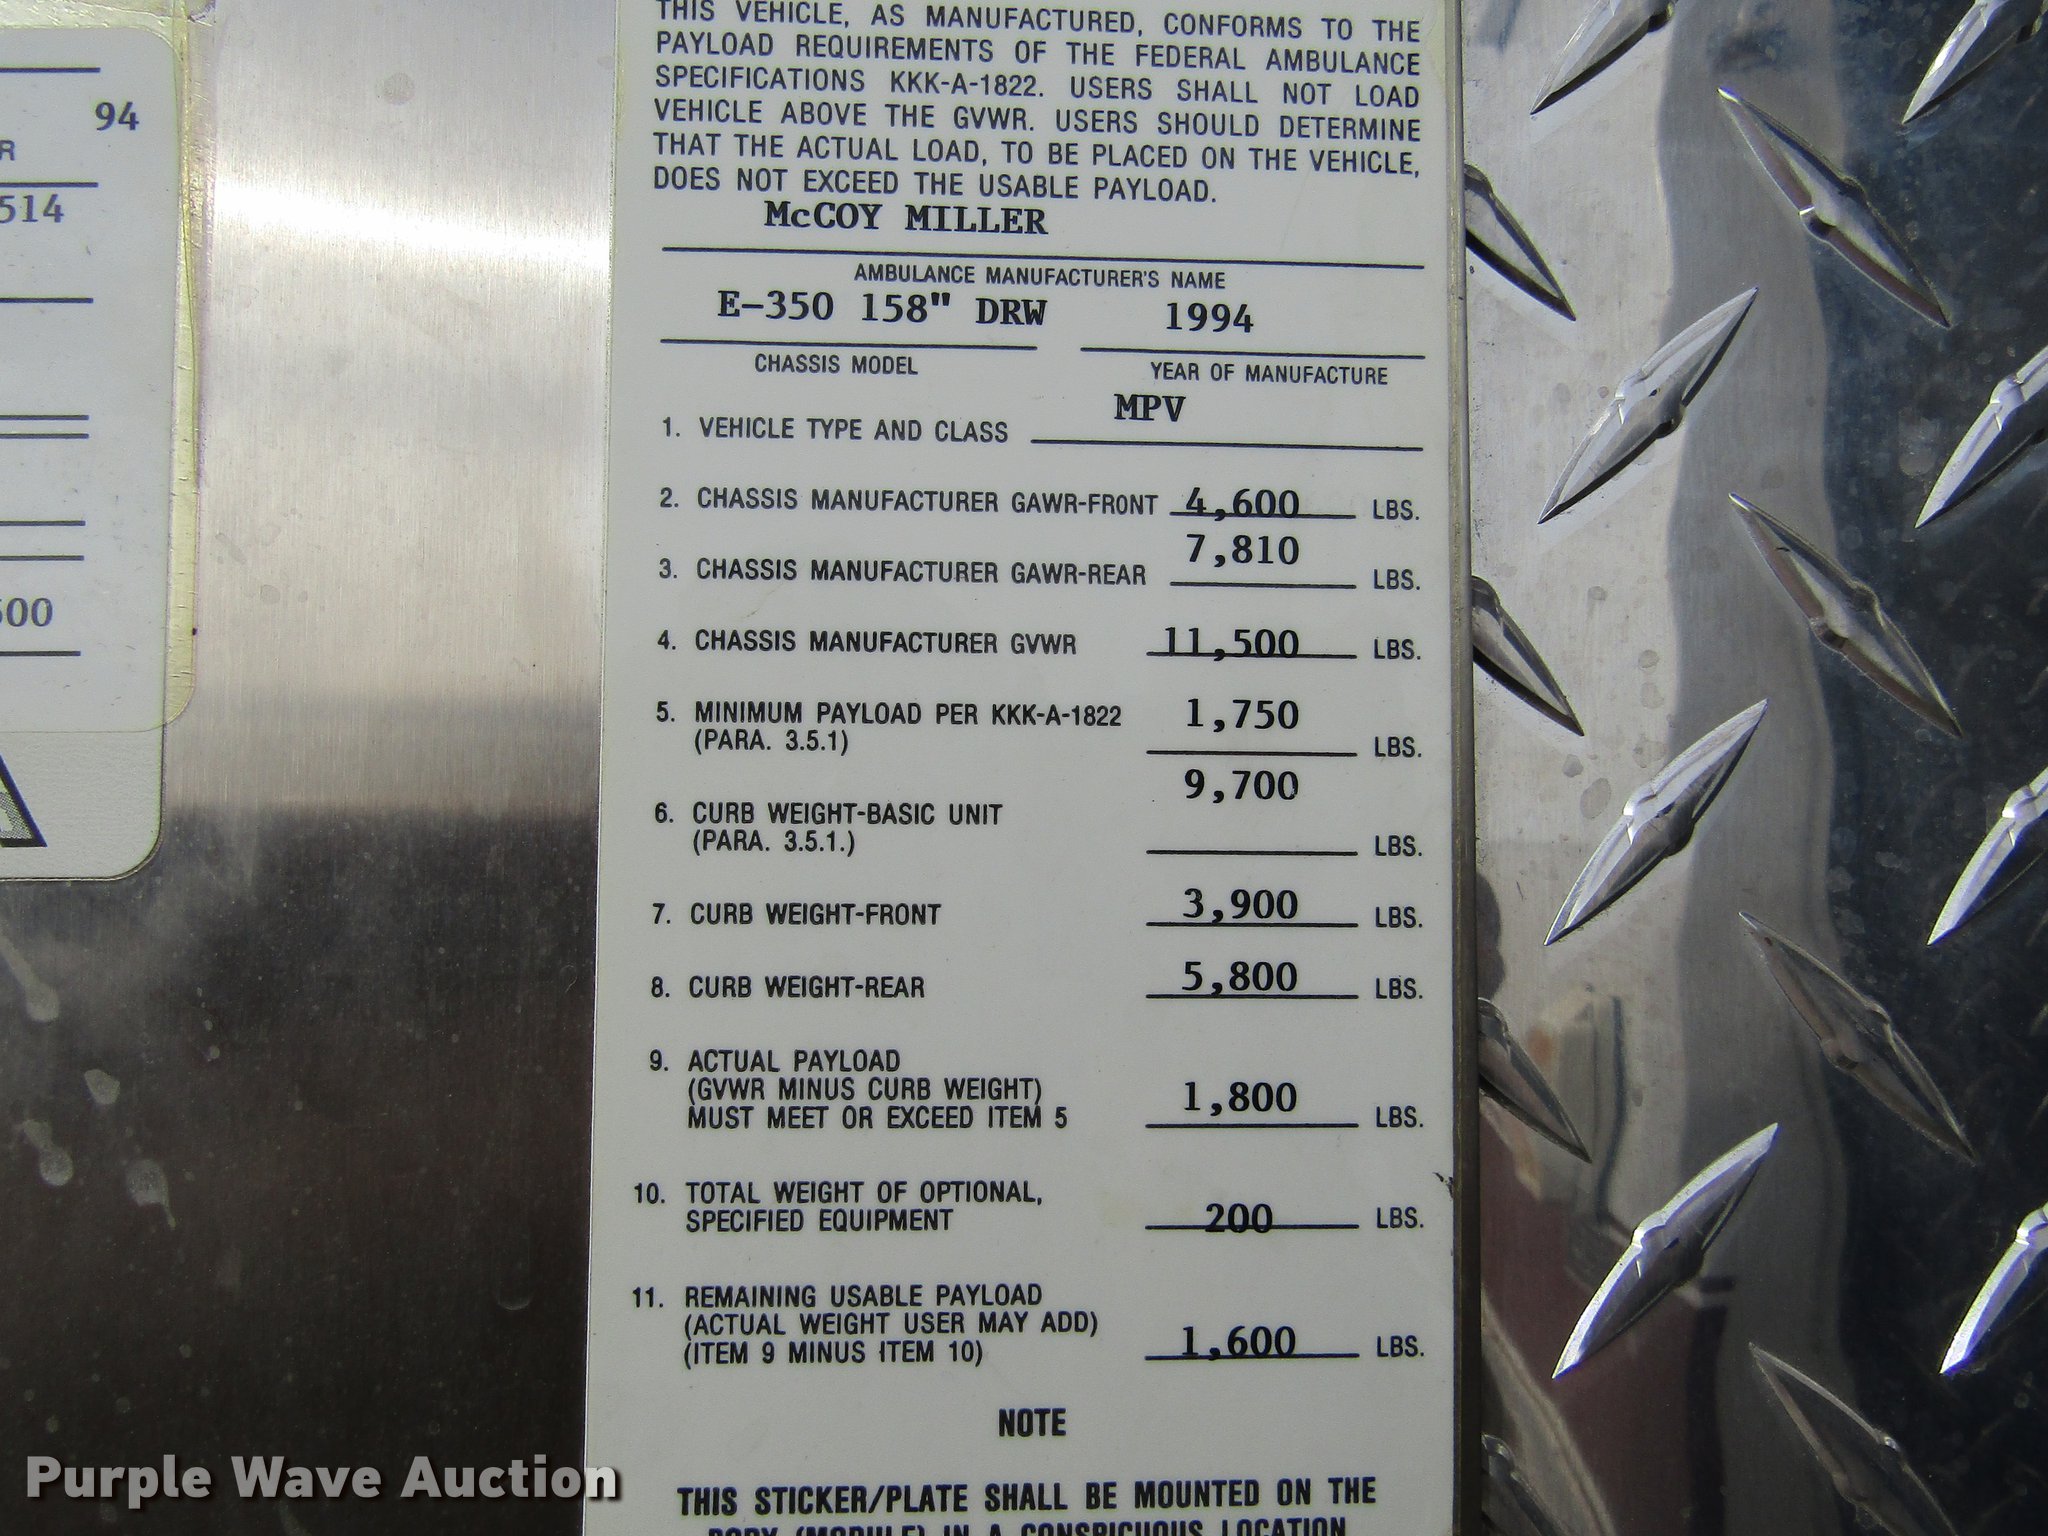 94
R
514
500
THIS VEHICLE, AS MANUFACTURED, CONFORMS TO THE
PAYLOAD REQUIREMENTS OF THE FEDERAL AMBULANCE
SPECIFICATIONS KKK-A-1822. USERS SHALL NOT LOAD
VEHICLE ABOVE THE GVWR. USERS SHOULD DETERMINE
THAT THE ACTUAL LOAD, TO BE PLACED ON THE VEHICLE,
DOES NOT EXCEED THE USABLE PAYLOAD.
McCOY MILLER
AMBULANCE MANUFACTURER'S NAME
E-350 158" DRW 1994
CHASSIS MODEL YEAR OF MANUFACTURE
1. VEHICLE TYPE AND CLASS MPV
2. CHASSIS MANUFACTURER GAWR-FRONT 4,600 LBS.
3. CHASSIS MANUFACTURER GAWR-REAR 7,810 LBS.
4. CHASSIS MANUFACTURER GVWR 11,500 LBS.
5. MINIMUM PAYLOAD PER KKK-A-1822 1,750
(PARA. 3.5.1) LBS.
6. CURB WEIGHT-BASIC UNIT 9,700
(PARA. 3.5.1.) LBS.
7. CURB WEIGHT-FRONT 3,900 LBS.
8. CURB WEIGHT-REAR 5,800 LBS.
9. ACTUAL PAYLOAD
(GVWR MINUS CURB WEIGHT) 1,800
MUST MEET OR EXCEED ITEM 5 LBS.
10. TOTAL WEIGHT OF OPTIONAL,
SPECIFIED EQUIPMENT 200 LBS.
11. REMAINING USABLE PAYLOAD
(ACTUAL WEIGHT USER MAY ADD)
(ITEM 9 MINUS ITEM 10) 1,600 LBS.
NOTE
THIS STICKER/PLATE SHALL BE MOUNTED ON THE
BODY (MODULE) IN A CONSPICUOUS LOCATION
Purple Wave Auction